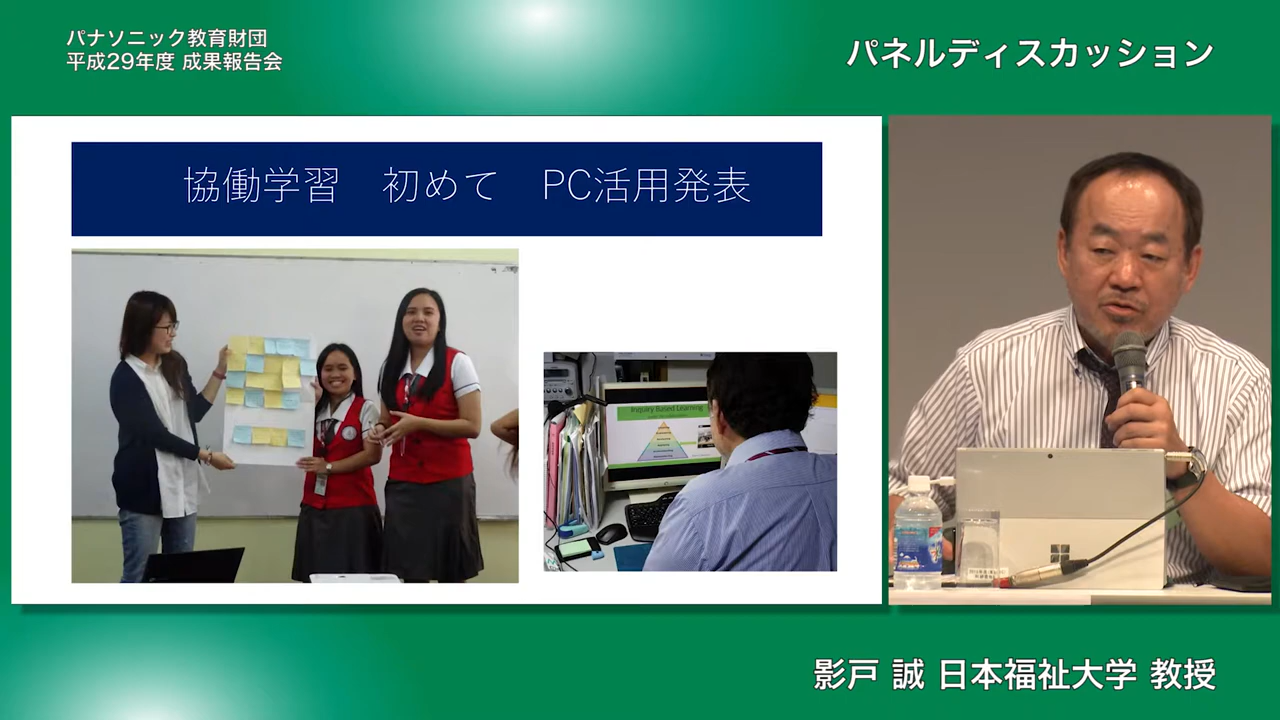 パナソニック教育財団
平成29年度 成果報告会
パネルディスカッション
協働学習　初めて　PC活用発表
Inquiry Based Learning
影戸 誠 日本福祉大学 教授